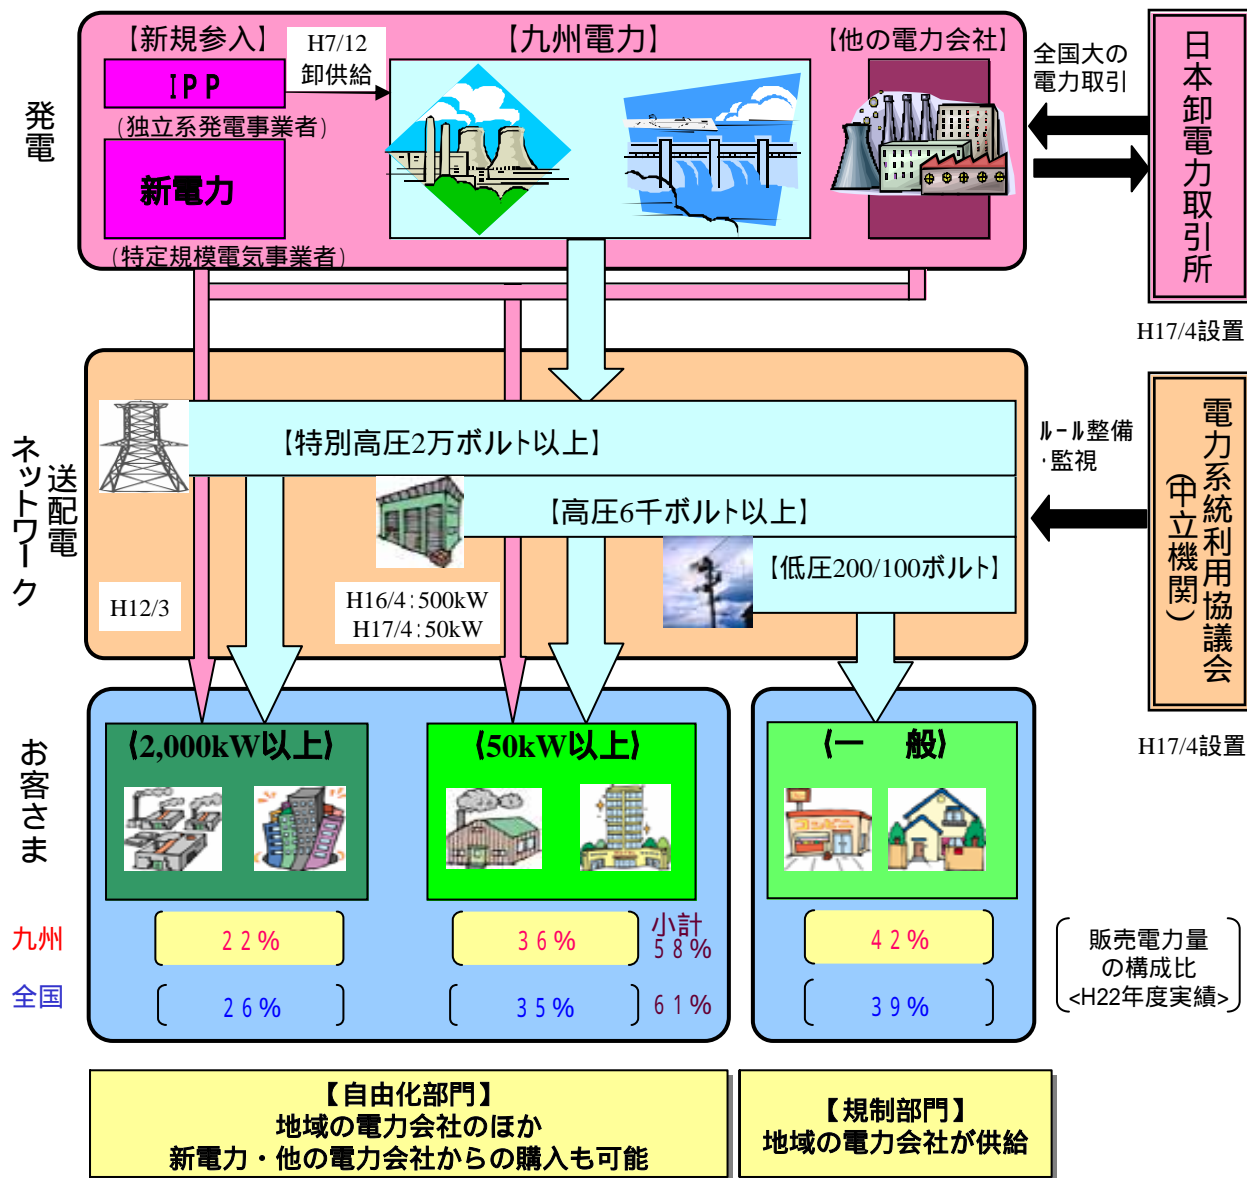 【新規参入】
H7/12
卸供給
【九州電力】
【他の電力会社】
全国大の
電力取引
日本卸電力取引所
H17/4設置
発電
IPP
(独立系発電事業者)
新電力
(特定規模電気事業者)
送配電
ネットワーク
【特別高圧2万ボルト以上】
【高圧6千ボルト以上】
【低圧200/100ボルト】
H12/3
H16/4:500kW
H17/4:50kW
ルール整備
・監視
電力系統利用協議会
(中立機関)
H17/4設置
お客さま
(2,000kW以上)
(50kW以上)
(一 般)
九州
22%
36%
小計
58%
42%
全国
26%
35%
61%
39%
販売電力量
の構成比
<H22年度実績>
【自由化部門】
地域の電力会社のほか
新電力・他の電力会社からの購入も可能
【規制部門】
地域の電力会社が供給